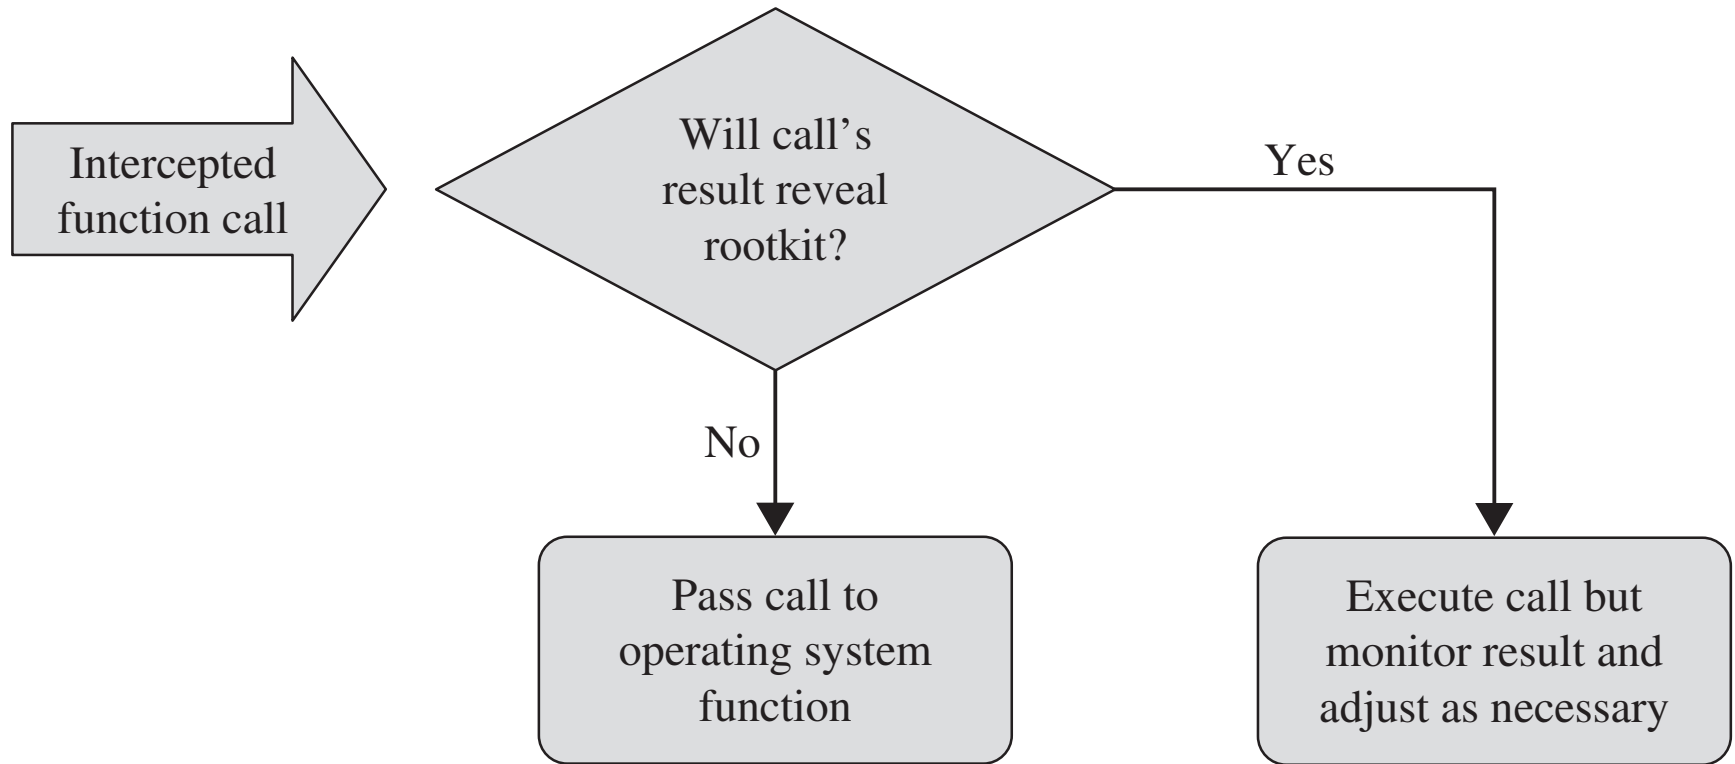 Intercepted
function call
Will call’s
result reveal
rootkit?
Yes
No
Pass call to
operating system
function
Execute call but
monitor result and
adjust as necessary